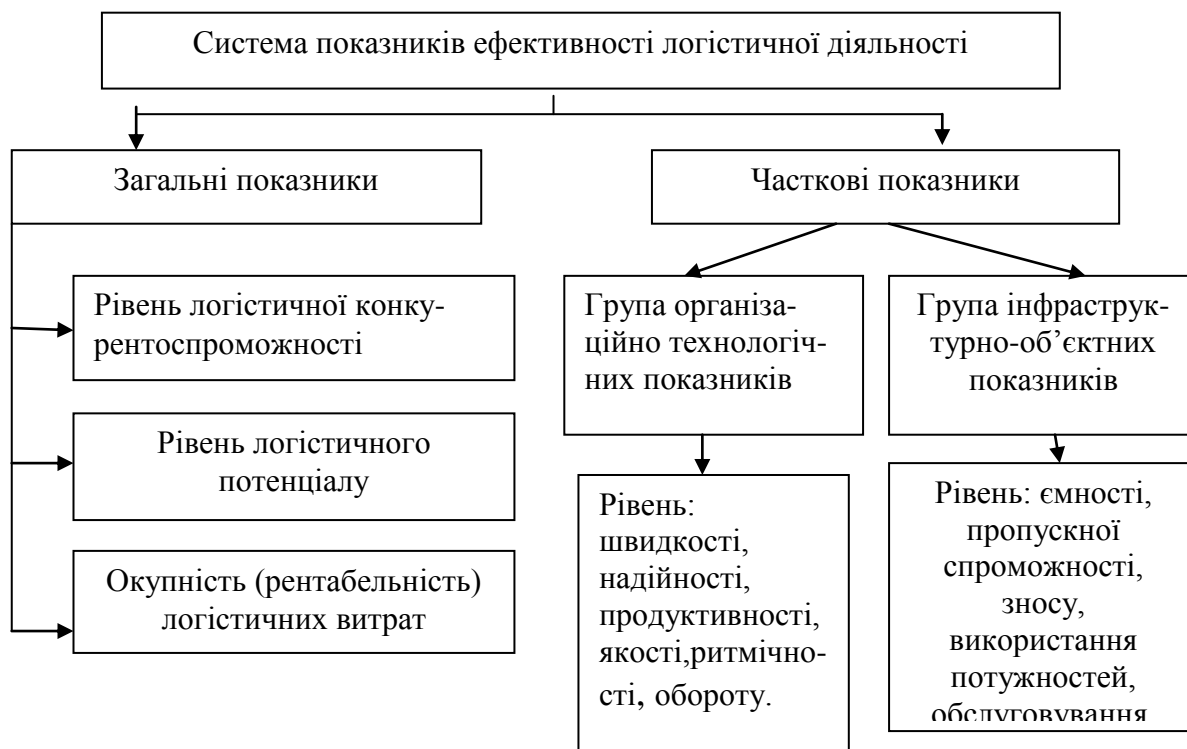 Система показників ефективності логістичної діяльності
Загальні показники
Часткові показники
Рівень логістичної конку-
рентоспроможності
Рівень логістичного
потенціалу
Окупність (рентабельність)
логістичних витрат
Група організа-
ційно технологіч-
них показників
Група інфраструк-
турно-об’єктних
показників
Рівень:
швидкості,
надійності,
продуктивності,
якості,ритмічно-
сті, обороту.
Рівень: ємності,
пропускної
спроможності,
зносу,
використання
потужностей,
обслуговування